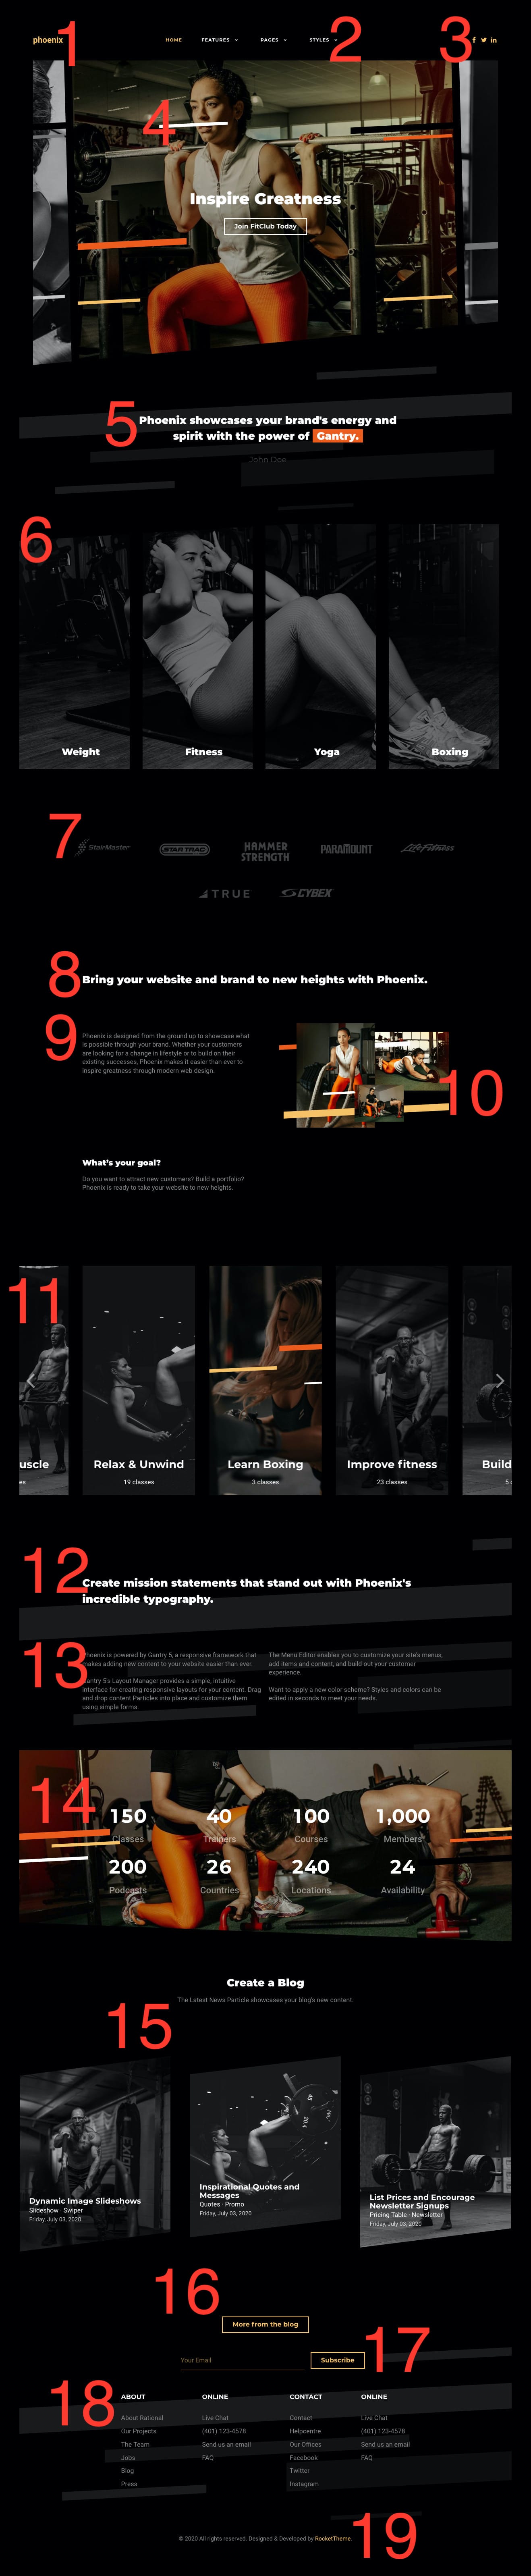 phoenix
1
HOME
FEATURES
PAGES
STYLES
2
3
4
Inspire Greatness
Join FitClub Today
5
Phoenix showcases your brand's energy and
spirit with the power of Gantry.
John Doe
6
Weight
Fitness
Yoga
Boxing
7
StairMaster
STAR TRAC
HAMMER
STRENGTH
PARAMOUNT
Life Fitness
TRUE
CYBEX
8
Bring your website and brand to new heights with Phoenix.
9
Phoenix is designed from the ground up to showcase what
is possible through your brand. Whether your customers
are looking for a change in lifestyle or to build on their
existing successes, Phoenix makes it easier than ever to
inspire greatness through modern web design.
10
What's your goal?
Do you want to attract new customers? Build a portfolio?
Phoenix is ready to take your website to new heights.
11
uscle
es
Relax & Unwind
19 classes
Learn Boxing
3 classes
Improve fitness
23 classes
Build
5
12
Create mission statements that stand out with Phoenix's
incredible typography.
13
Phoenix is powered by Gantry 5, a responsive framework that
makes adding new content to your website easier than ever.
Gantry 5's Layout Manager provides a simple, intuitive
interface for creating responsive layouts for your content. Drag
and drop content Particles into place and customize them
using simple forms.
The Menu Editor enables you to customize your site's menus,
add items and content, and build out your customer
experience.
Want to apply a new color scheme? Styles and colors can be
edited in seconds to meet your needs.
14
150
Classes
40
Trainers
100
Courses
1,000
Members
200
Podcasts
26
Countries
240
Locations
24
Availability
Create a Blog
The Latest News Particle showcases your blog's new content.
15
Dynamic Image Slideshows
Slideshow · Swiper
Friday, July 03, 2020
Inspirational Quotes and
Messages
Quotes · Promo
Friday, July 03, 2020
List Prices and Encourage
Newsletter Signups
Pricing Table · Newsletter
Friday, July 03, 2020
16
More from the blog
17
Your Email
Subscribe
18
ABOUT
About Rational
Our Projects
The Team
Jobs
Blog
Press
ONLINE
Live Chat
(401) 123-4578
Send us an email
FAQ
CONTACT
Contact
Helpcentre
Our Offices
Facebook
Twitter
Instagram
ONLINE
Live Chat
(401) 123-4578
Send us an email
FAQ
19
© 2020 All rights reserved. Designed & Developed by RocketTheme.